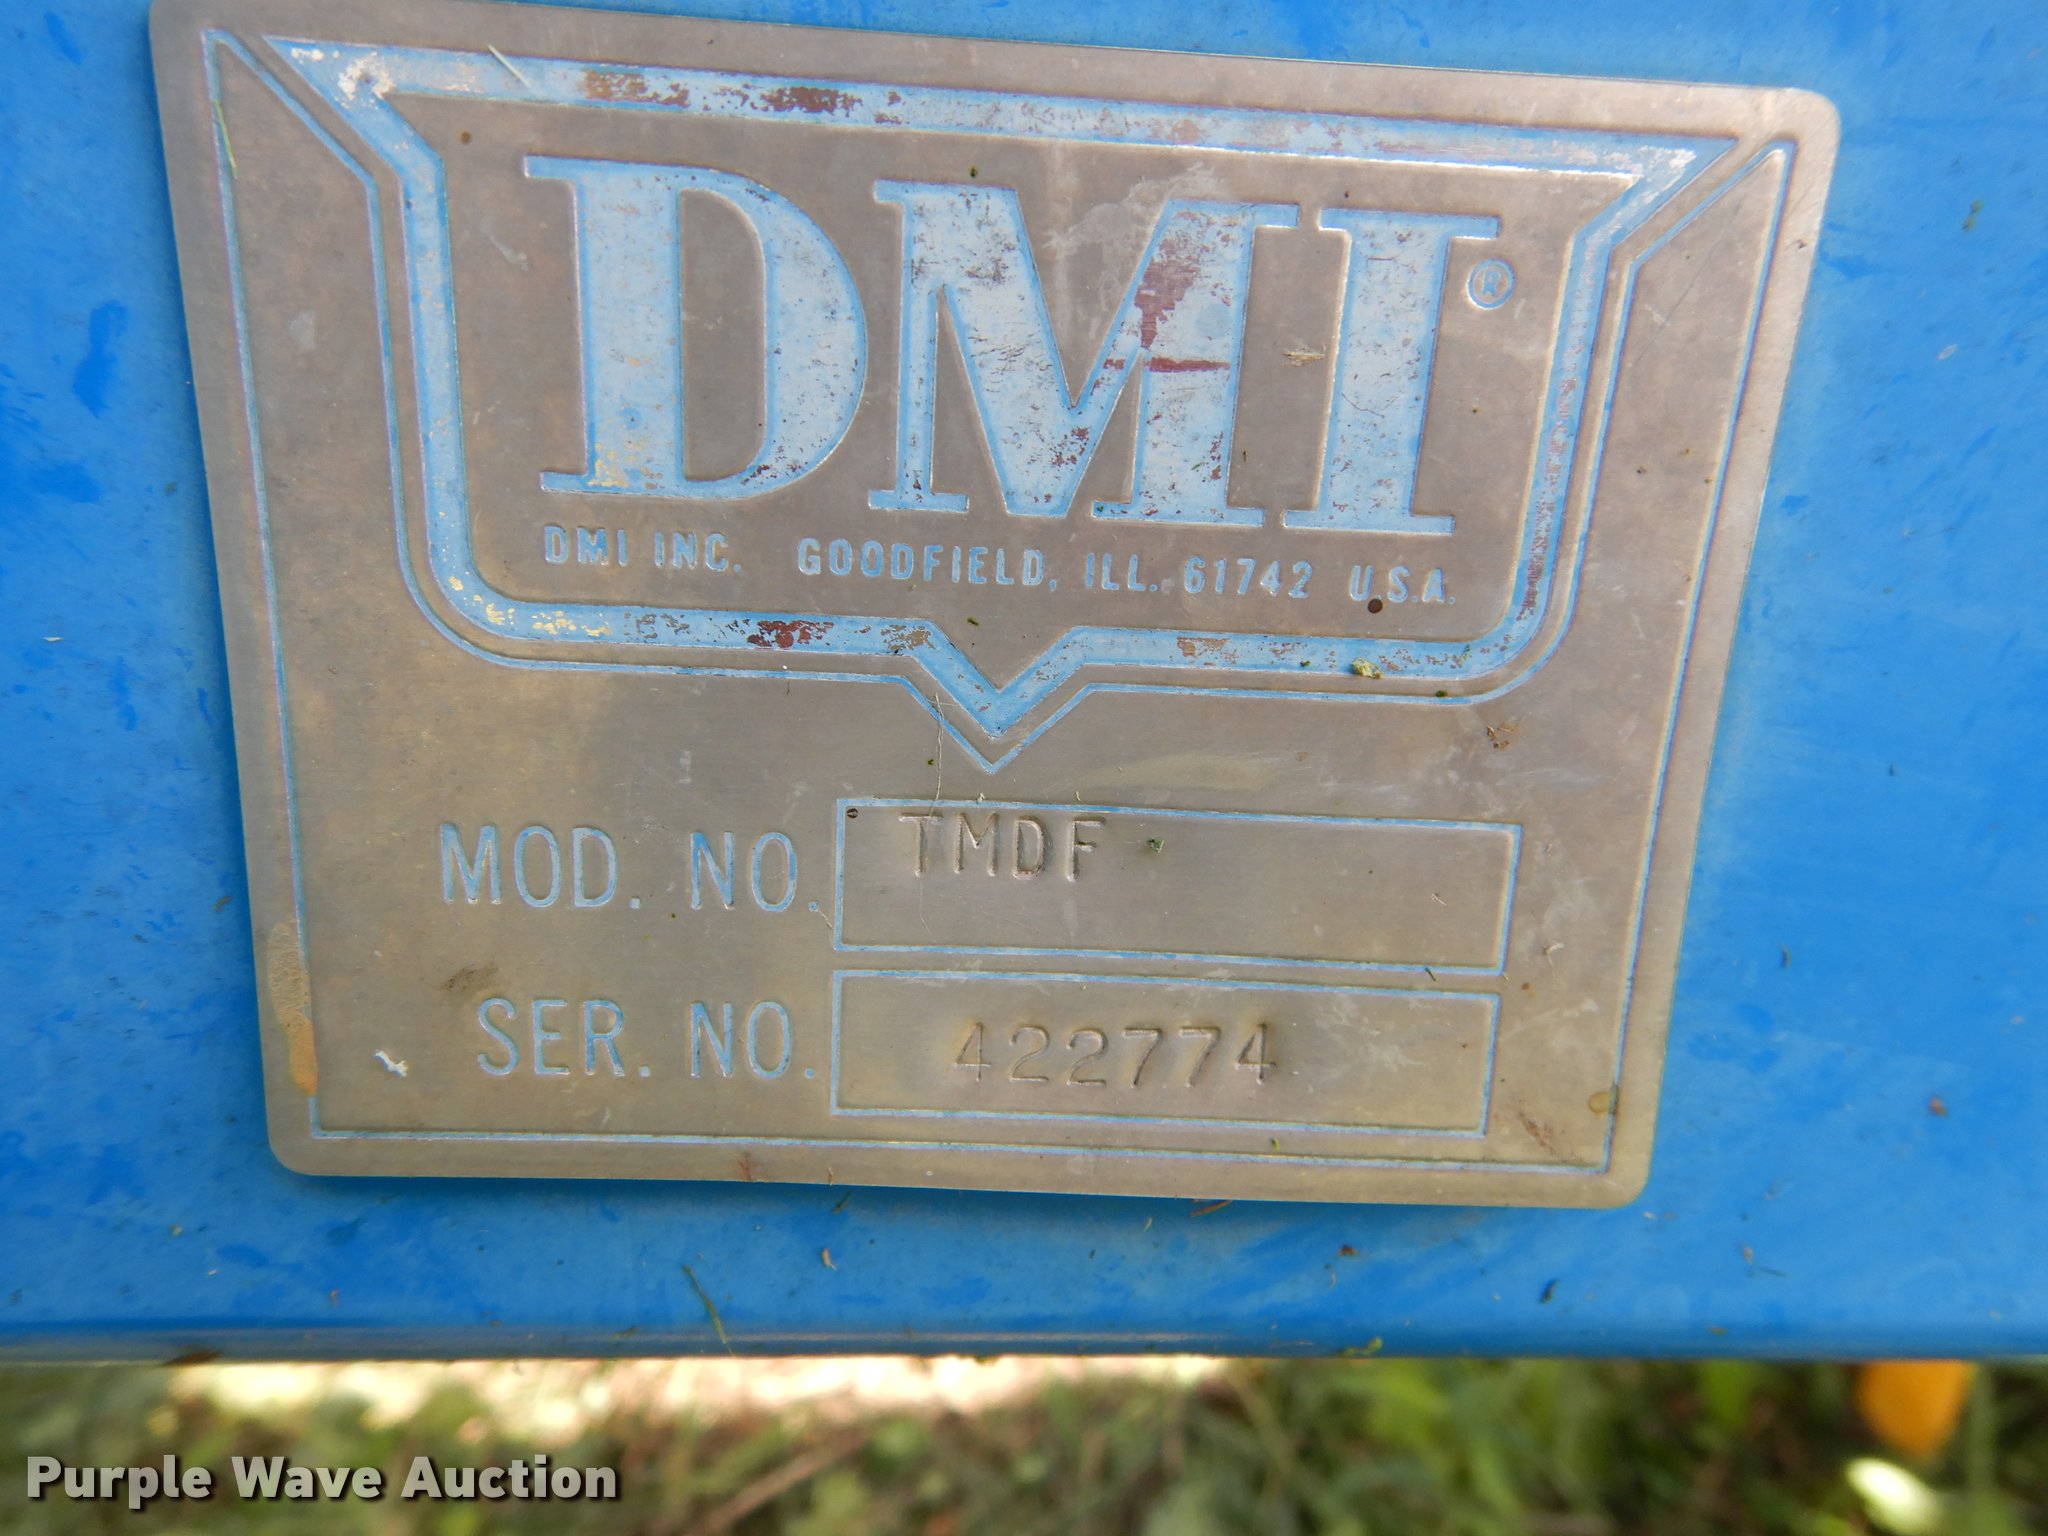 DMI®
DMI INC. GOODFIELD, ILL. 61742 U.S.A.
MOD. NO. TMDF
SER. NO. 422774
Purple Wave Auction